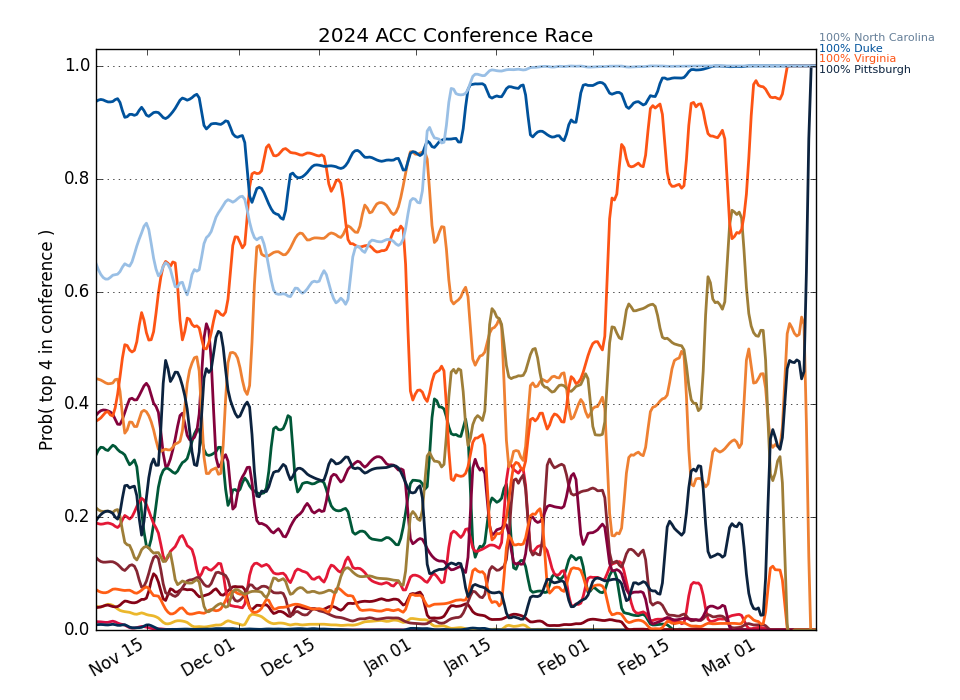 2024 ACC Conference Race
100% North Carolina
100% Duke
100% Virginia
100% Pittsburgh
Prob( top 4 in conference )
1.0
0.8
0.6
0.4
0.2
0.0
Nov 15
Dec 01
Dec 15
Jan 01
Jan 15
Feb 01
Feb 15
Mar 01